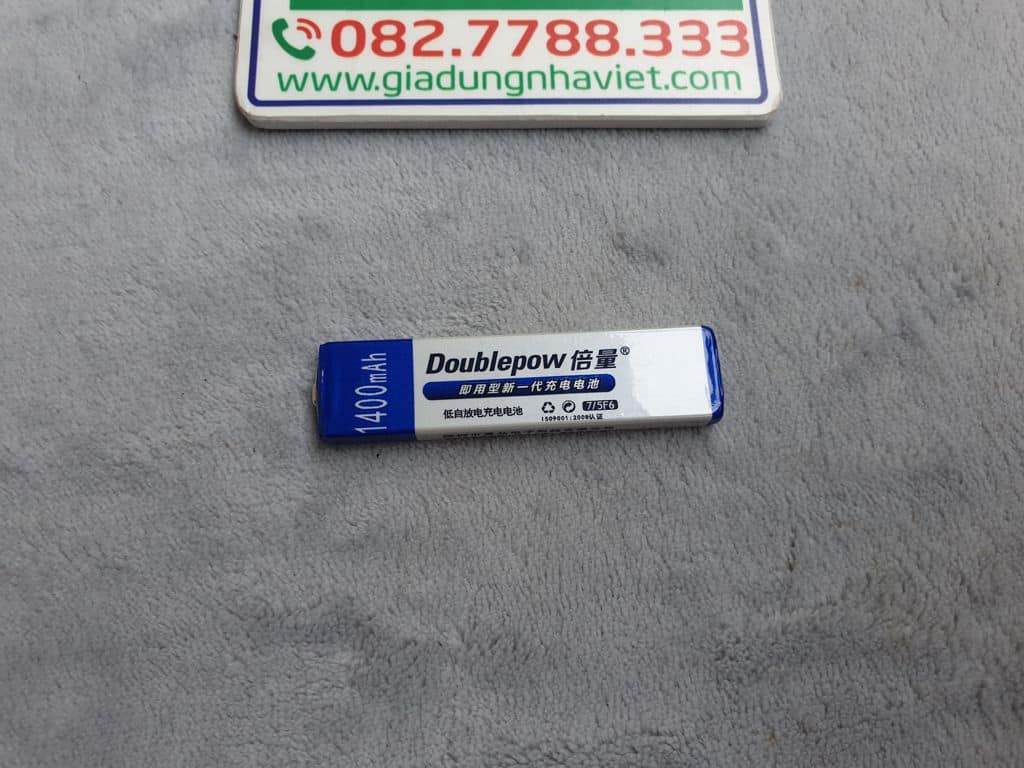 082.7788.333
www.giadungnhaviet.com
1400mAh
Doublepow 倍量®
即用型新一代充电电池
低自放电充电电池
7/5F6
ISO9001:2008认证